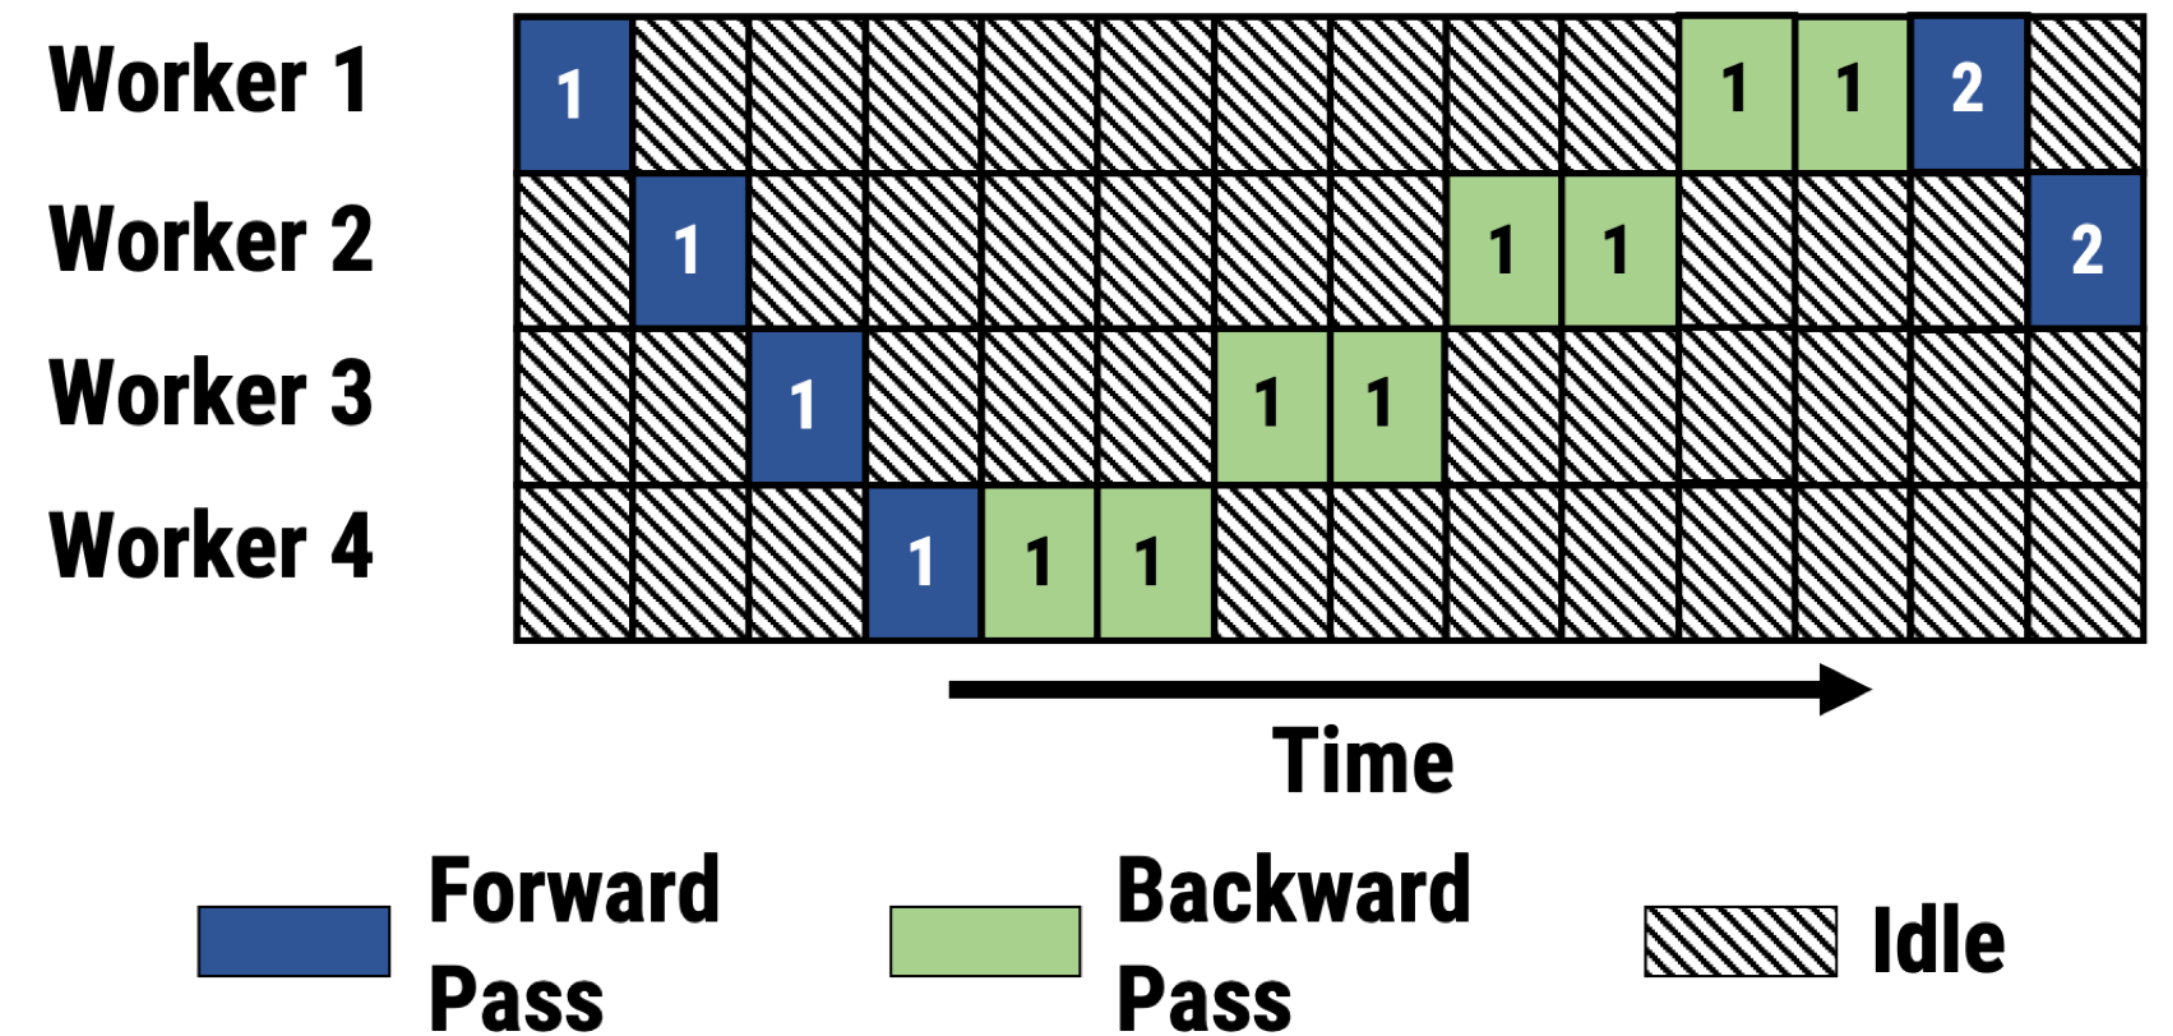 Worker 1 1 1 1 2
Worker 2 1 1 1 2
Worker 3 1 1 1
Worker 4 1 1 1
Time
Forward Pass
Backward Pass
Idle